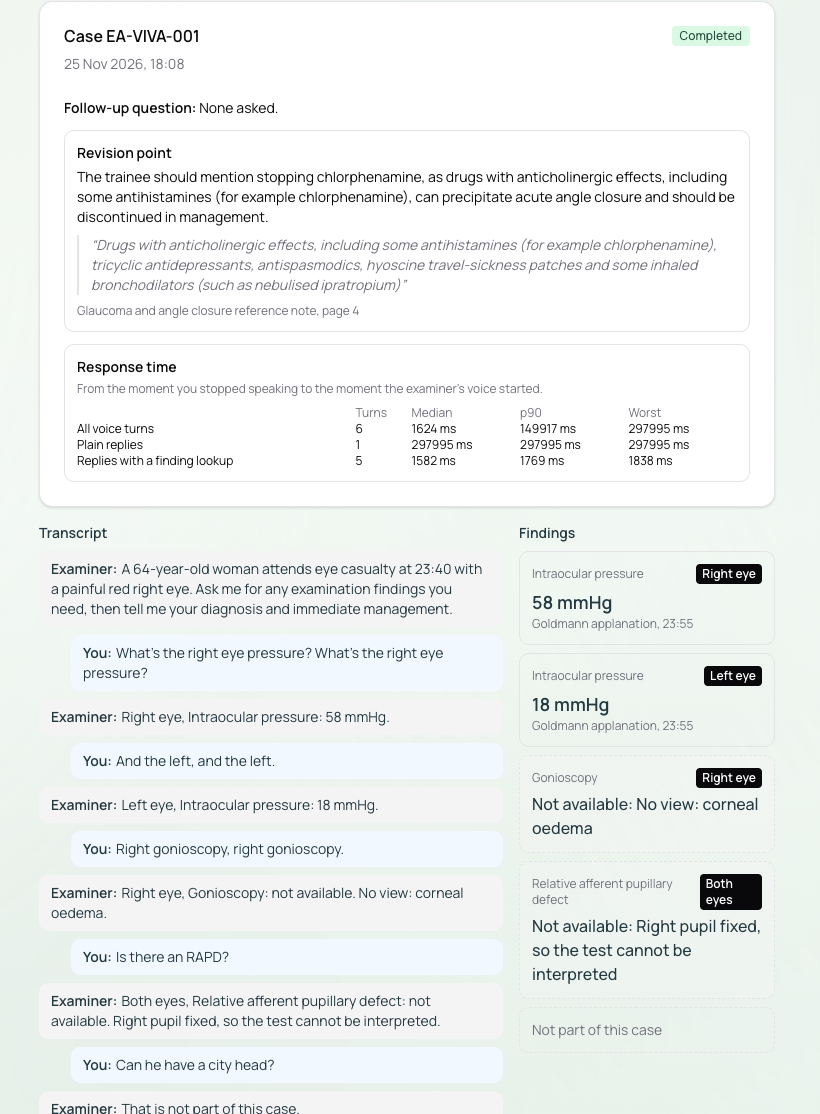 Case EA-VIVA-001
Completed
25 Nov 2026, 18:08
Follow-up question: None asked.
Revision point
The trainee should mention stopping chlorphenamine, as drugs with anticholinergic effects, including
some antihistamines (for example chlorphenamine), can precipitate acute angle closure and should be
discontinued in management.
"Drugs with anticholinergic effects, including some antihistamines (for example chlorphenamine),
tricyclic antidepressants, antispasmodics, hyoscine travel-sickness patches and some inhaled
bronchodilators (such as nebulised ipratropium)"
Glaucoma and angle closure reference note, page 4
Response time
From the moment you stopped speaking to the moment the examiner's voice started.
Turns Median p90 Worst
All voice turns 6 1624 ms 149917 ms 297995 ms
Plain replies 1 297995 ms 297995 ms 297995 ms
Replies with a finding lookup 5 1582 ms 1769 ms 1838 ms
Transcript
Examiner: A 64-year-old woman attends eye casualty at 23:40 with
a painful red right eye. Ask me for any examination findings you
need, then tell me your diagnosis and immediate management.
You: What's the right eye pressure? What's the right eye
pressure?
Examiner: Right eye, Intraocular pressure: 58 mmHg.
You: And the left, and the left.
Examiner: Left eye, Intraocular pressure: 18 mmHg.
You: Right gonioscopy, right gonioscopy.
Examiner: Right eye, Gonioscopy: not available. No view: corneal
oedema.
You: Is there an RAPD?
Examiner: Both eyes, Relative afferent pupillary defect: not
available. Right pupil fixed, so the test cannot be interpreted.
You: Can he have a city head?
Examiner: That is not part of this case.
Findings
Intraocular pressure
Right eye
58 mmHg
Goldmann applanation, 23:55
Intraocular pressure
Left eye
18 mmHg
Goldmann applanation, 23:55
Gonioscopy
Right eye
Not available: No view: corneal
oedema
Relative afferent pupillary
defect
Both
eyes
Not available: Right pupil fixed,
so the test cannot be
interpreted
Not part of this case